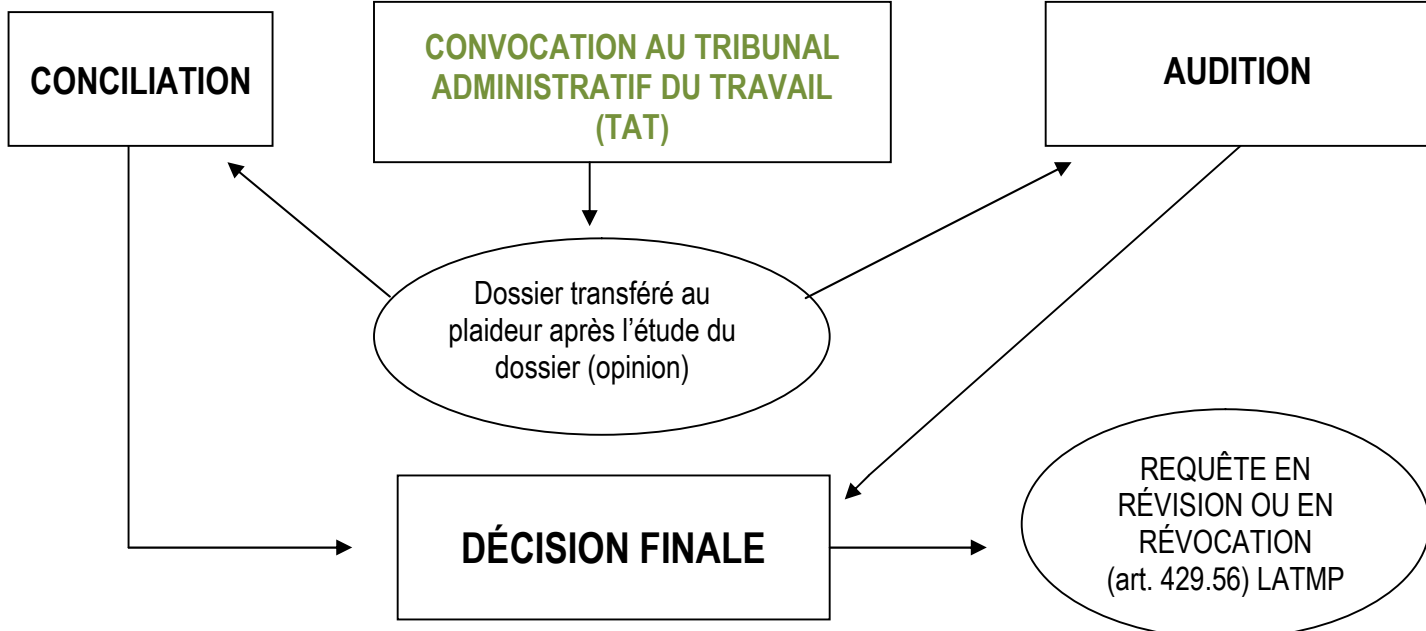 CONCILIATION
CONVOCATION AU TRIBUNAL
ADMINISTRATIF DU TRAVAIL
(TAT)
AUDITION
Dossier transféré au
plaideur après l’étude du
dossier (opinion)
DÉCISION FINALE
REQUÊTE EN
RÉVISION OU EN
RÉVOCATION
(art. 429.56) LATMP